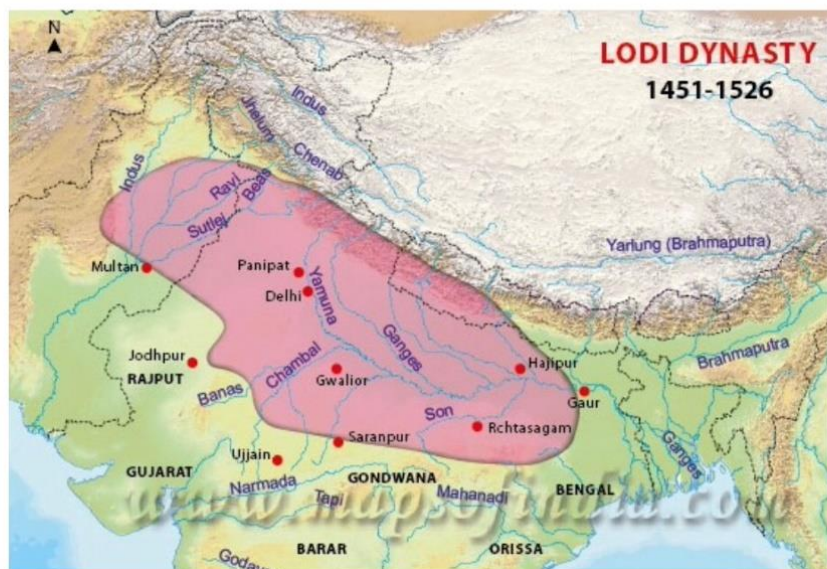 N
LODI DYNASTY
1451-1526
Indus
Jhelum
Chenab
Indus
Ravi
Beas
Sutlej
Yarlung (Brahmaputra)
Multan
Panipat
Delhi
Yamuna
Ganges
Brahmaputra
Jodhpur
RAJPUT
Chambal
Banas
Gwalior
Hajipur
Gaur
Son
Rchtasagam
Saranpur
Ujjain
Ganges
GUJARAT
Narmada
GONDWANA
Tapi
Mahanadi
BENGAL
www.mapsofindia.com
BARAR
ORISSA